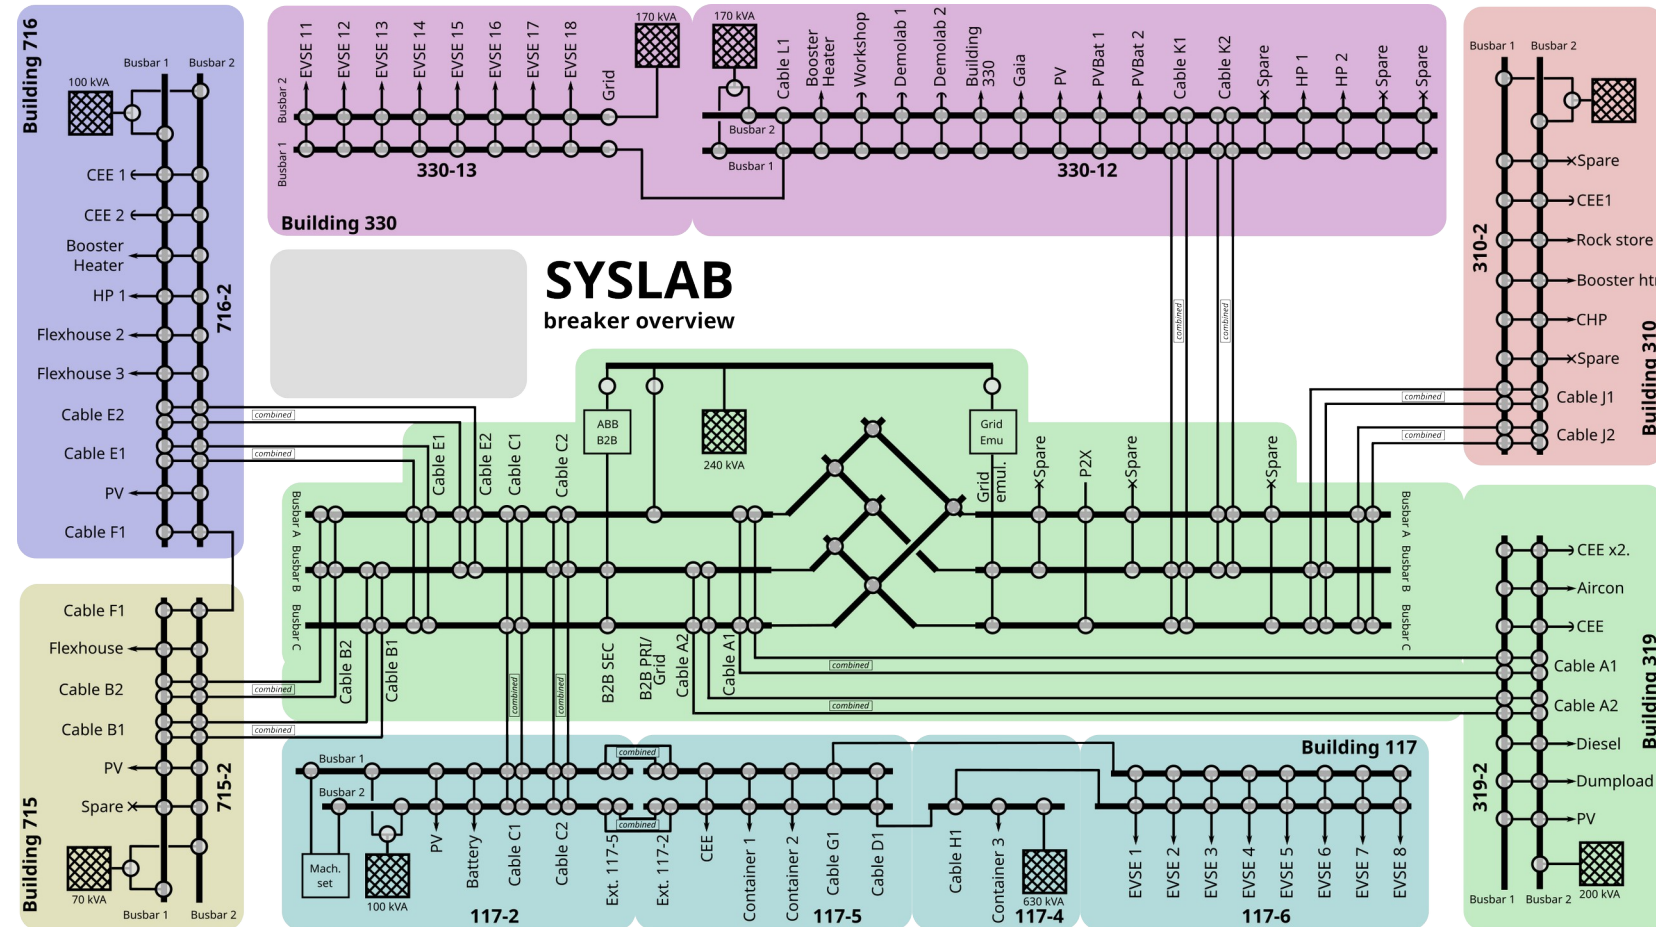 Building 716
Busbar 1
Busbar 2
100 kVA
CEE 1
CEE 2
Booster
Heater
HP 1
Flexhouse 2
Flexhouse 3
Cable E2
Cable E1
PV
Cable F1
716-2
combined
combined
EVSE 11
EVSE 12
EVSE 13
EVSE 14
EVSE 15
EVSE 16
EVSE 17
EVSE 18
Grid
170 kVA
Busbar 2
Busbar 1
330-13
Building 330
170 kVA
Cable L1
Booster
Heater
Workshop
Demolab 1
Demolab 2
Building
330
Gaia
PV
PVBat 1
PVBat 2
Cable K1
Cable K2
Spare
HP 1
HP 2
Spare
Spare
Busbar 2
Busbar 1
330-12
combined
combined
SYSLAB
breaker overview
Busbar 1
Busbar 2
Spare
CEE1
Rock store
Booster htr
CHP
Spare
Cable J1
Cable J2
310-2
Building 310
combined
combined
ABB
B2B
240 kVA
Grid
Emu
Cable E1
Cable E2
Cable C1
Cable C2
Grid
emul.
Spare
P2X
Spare
Spare
Busbar A
Busbar B
Busbar C
Busbar A
Busbar B
Busbar C
Cable B2
Cable B1
B2B SEC
B2B PRI/
Grid
Cable A2
Cable A1
combined
combined
combined
combined
Cable F1
Flexhouse
Cable B2
Cable B1
PV
Spare
70 kVA
Busbar 1
Busbar 2
715-2
Building 715
combined
combined
CEE x2.
Aircon
CEE
Cable A1
Cable A2
Diesel
Dumpload
PV
200 kVA
Busbar 1
Busbar 2
319-2
Building 319
Busbar 1
Busbar 2
Mach.
set
100 kVA
PV
Battery
Cable C1
Cable C2
Ext. 117-5
combined
combined
117-2
Ext. 117-2
CEE
Container 1
Container 2
Cable G1
Cable D1
117-5
Cable H1
Container 3
630 kVA
117-4
Building 117
EVSE 1
EVSE 2
EVSE 3
EVSE 4
EVSE 5
EVSE 6
EVSE 7
EVSE 8
117-6